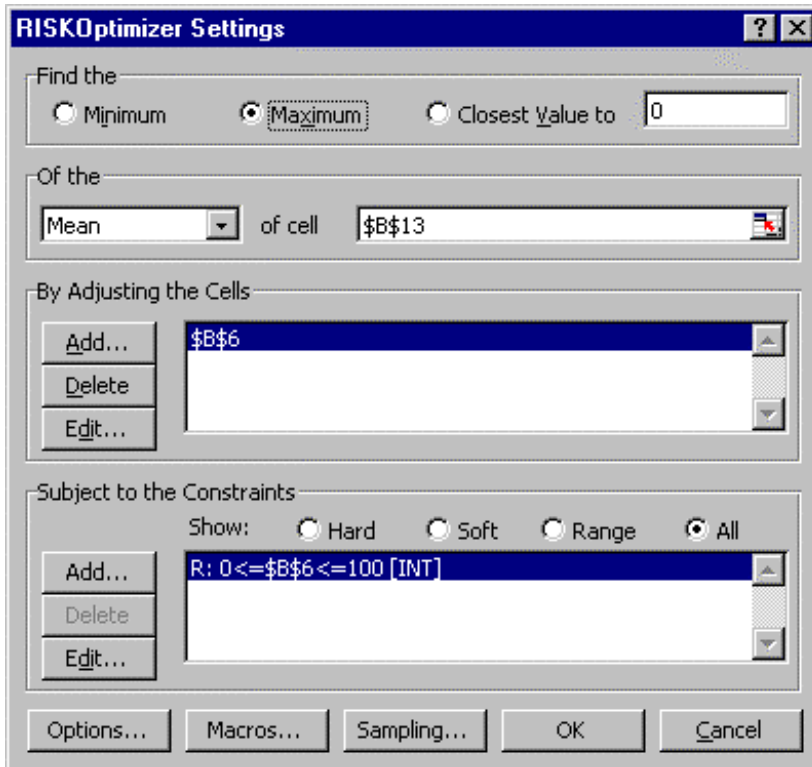 RISKOptimizer Settings
Find the
Minimum Maximum Closest Value to 0
Of the
Mean of cell $B$13
By Adjusting the Cells
Add... $B$6
Delete
Edit...
Subject to the Constraints
Show: Hard Soft Range All
Add... R: 0<=$B$6<=100 [INT]
Delete
Edit...
Options... Macros... Sampling... OK Cancel